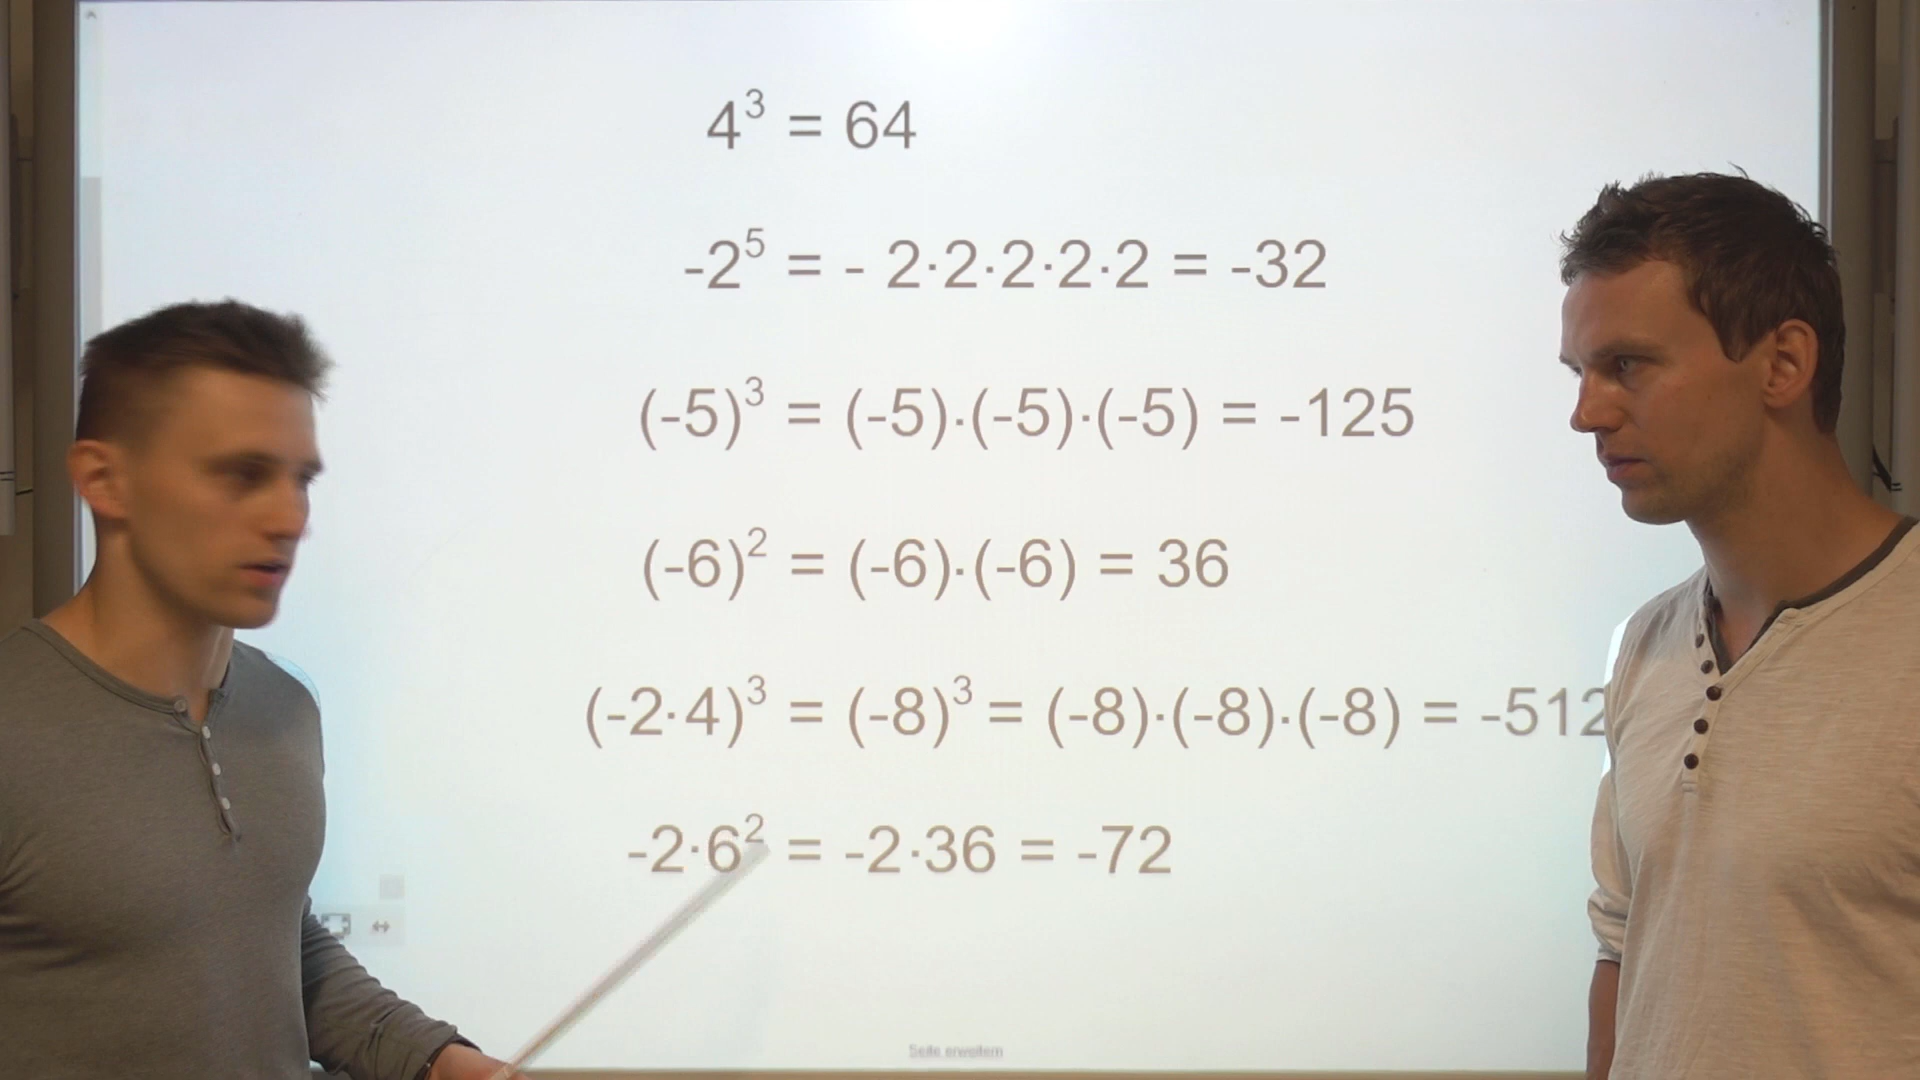 4³ = 64
-2⁵ = - 2·2·2·2·2 = -32
(-5)³ = (-5)·(-5)·(-5) = -125
(-6)² = (-6)·(-6) = 36
(-2·4)³ = (-8)³ = (-8)·(-8)·(-8) = -512
-2·6² = -2·36 = -72
Seite erweitern